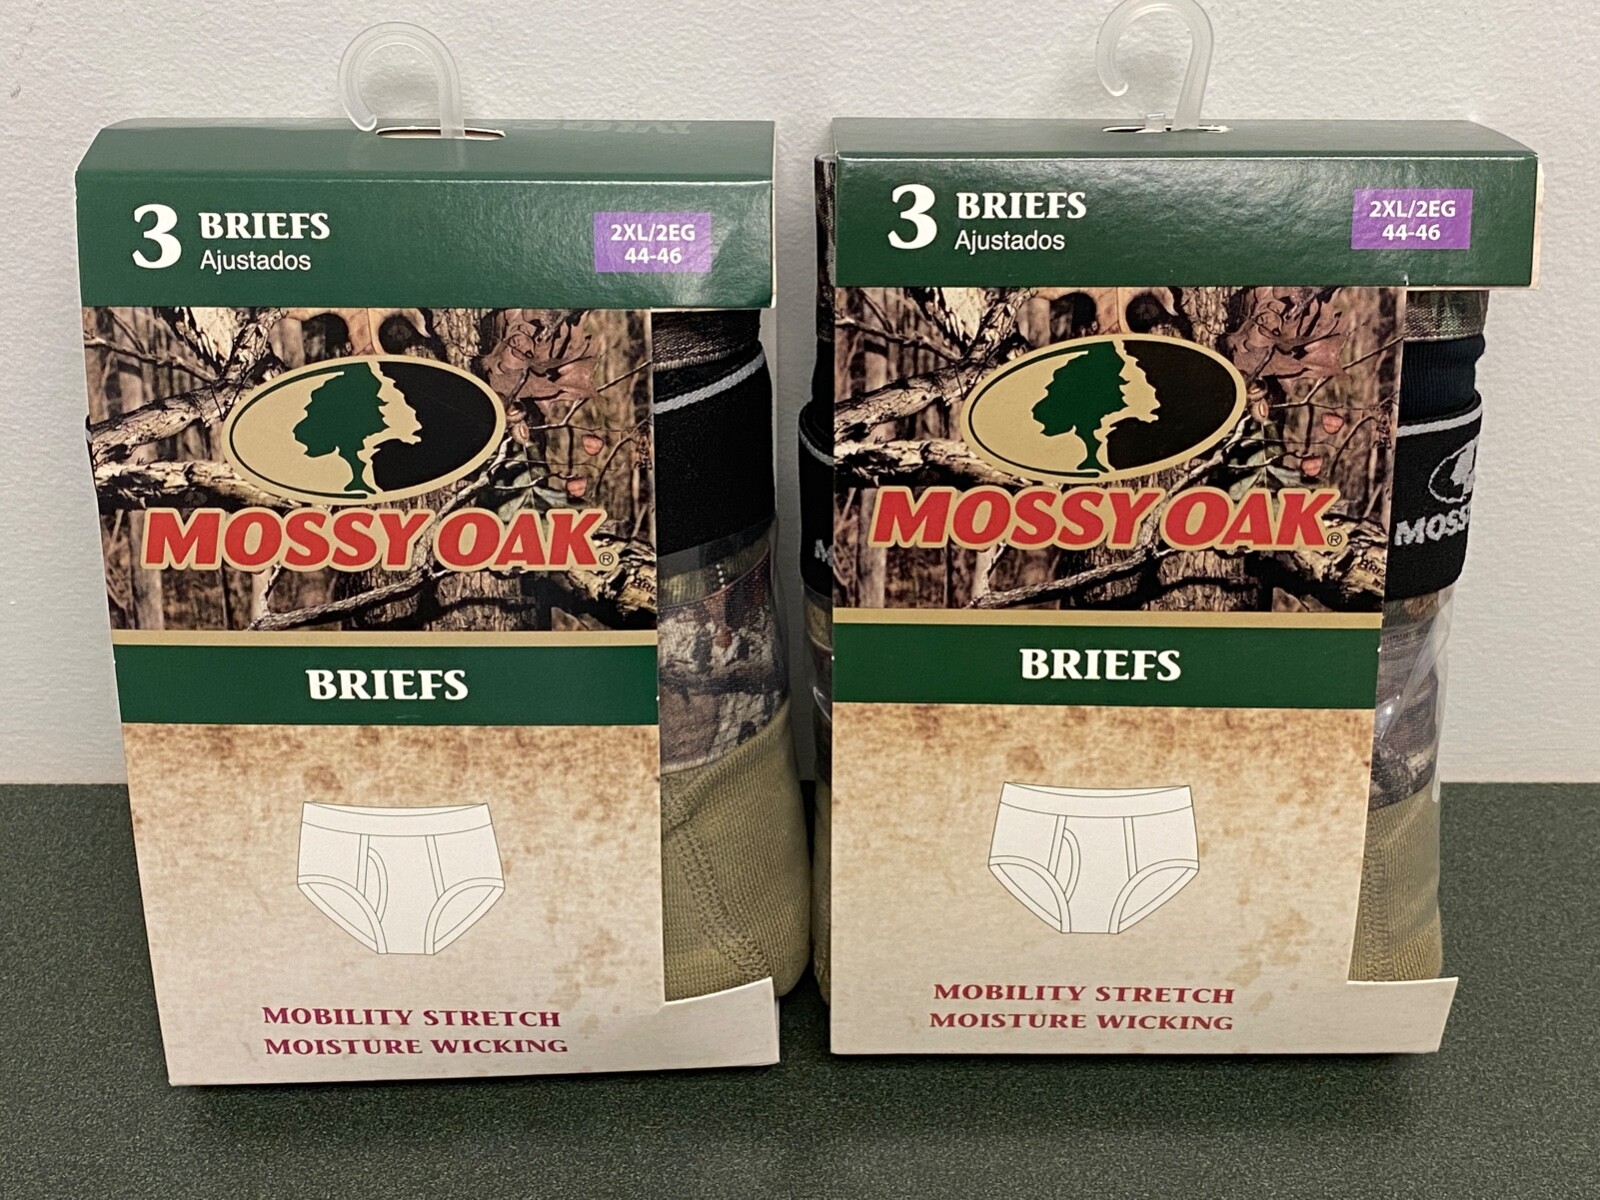 3 BRIEFS
Ajustados
2XL/2EG
44-46
MOSSY OAK®
BRIEFS
MOBILITY STRETCH
MOISTURE WICKING
3 BRIEFS
Ajustados
2XL/2EG
44-46
MOSSY OAK®
BRIEFS
MOBILITY STRETCH
MOISTURE WICKING